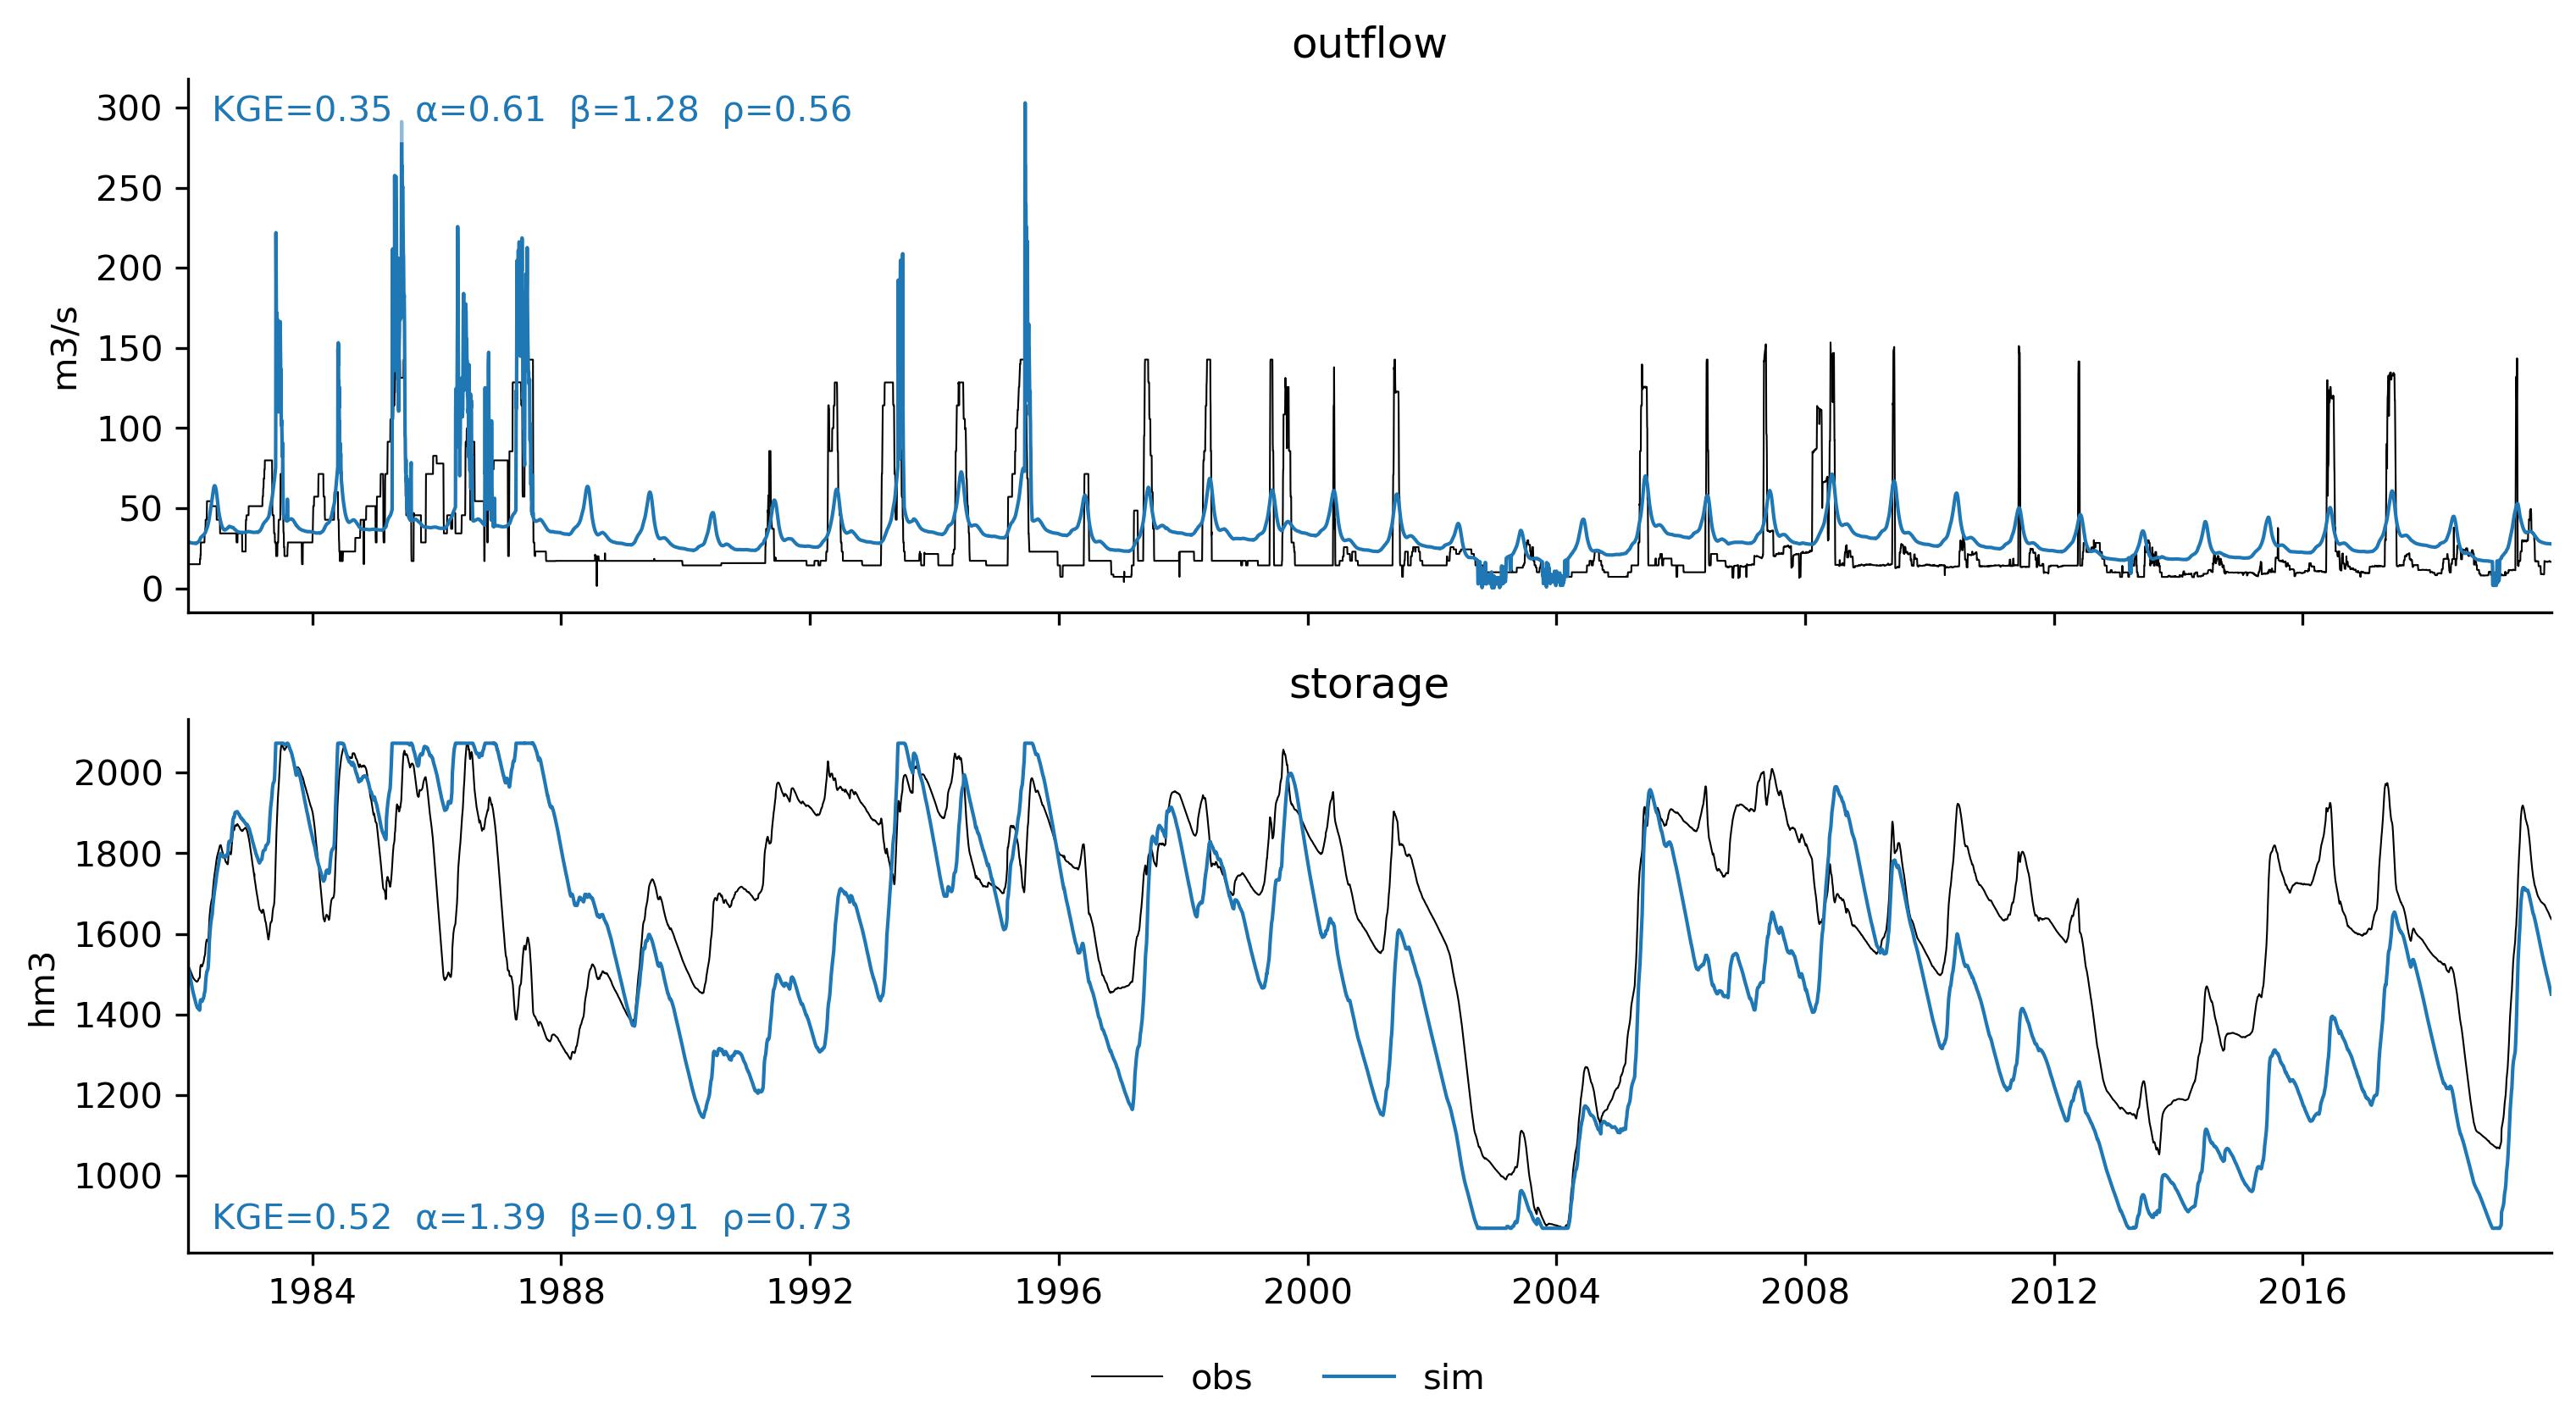 outflow
KGE=0.35 α=0.61 β=1.28 ρ=0.56
m3/s
300
250
200
150
100
50
0
storage
hm3
2000
1800
1600
1400
1200
1000
KGE=0.52 α=1.39 β=0.91 ρ=0.73
1984 1988 1992 1996 2000 2004 2008 2012 2016
obs sim